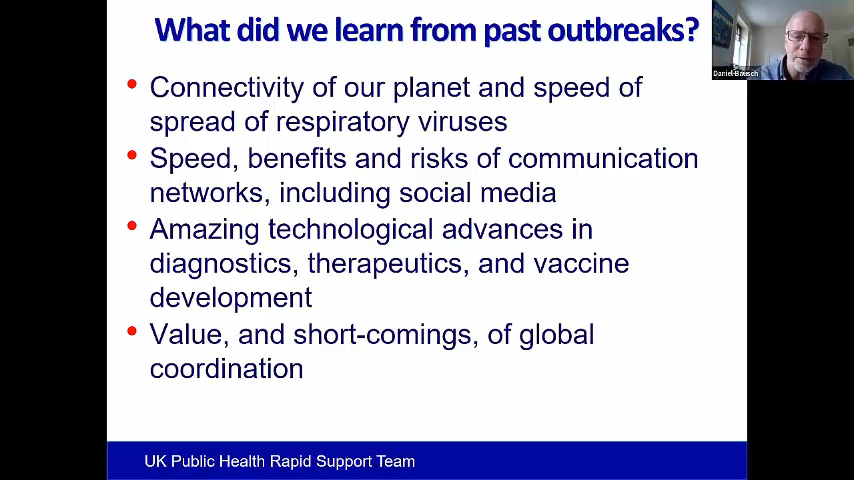 What did we learn from past outbreaks?
Daniel Bausch
• Connectivity of our planet and speed of
spread of respiratory viruses
• Speed, benefits and risks of communication
networks, including social media
• Amazing technological advances in
diagnostics, therapeutics, and vaccine
development
• Value, and short-comings, of global
coordination
UK Public Health Rapid Support Team